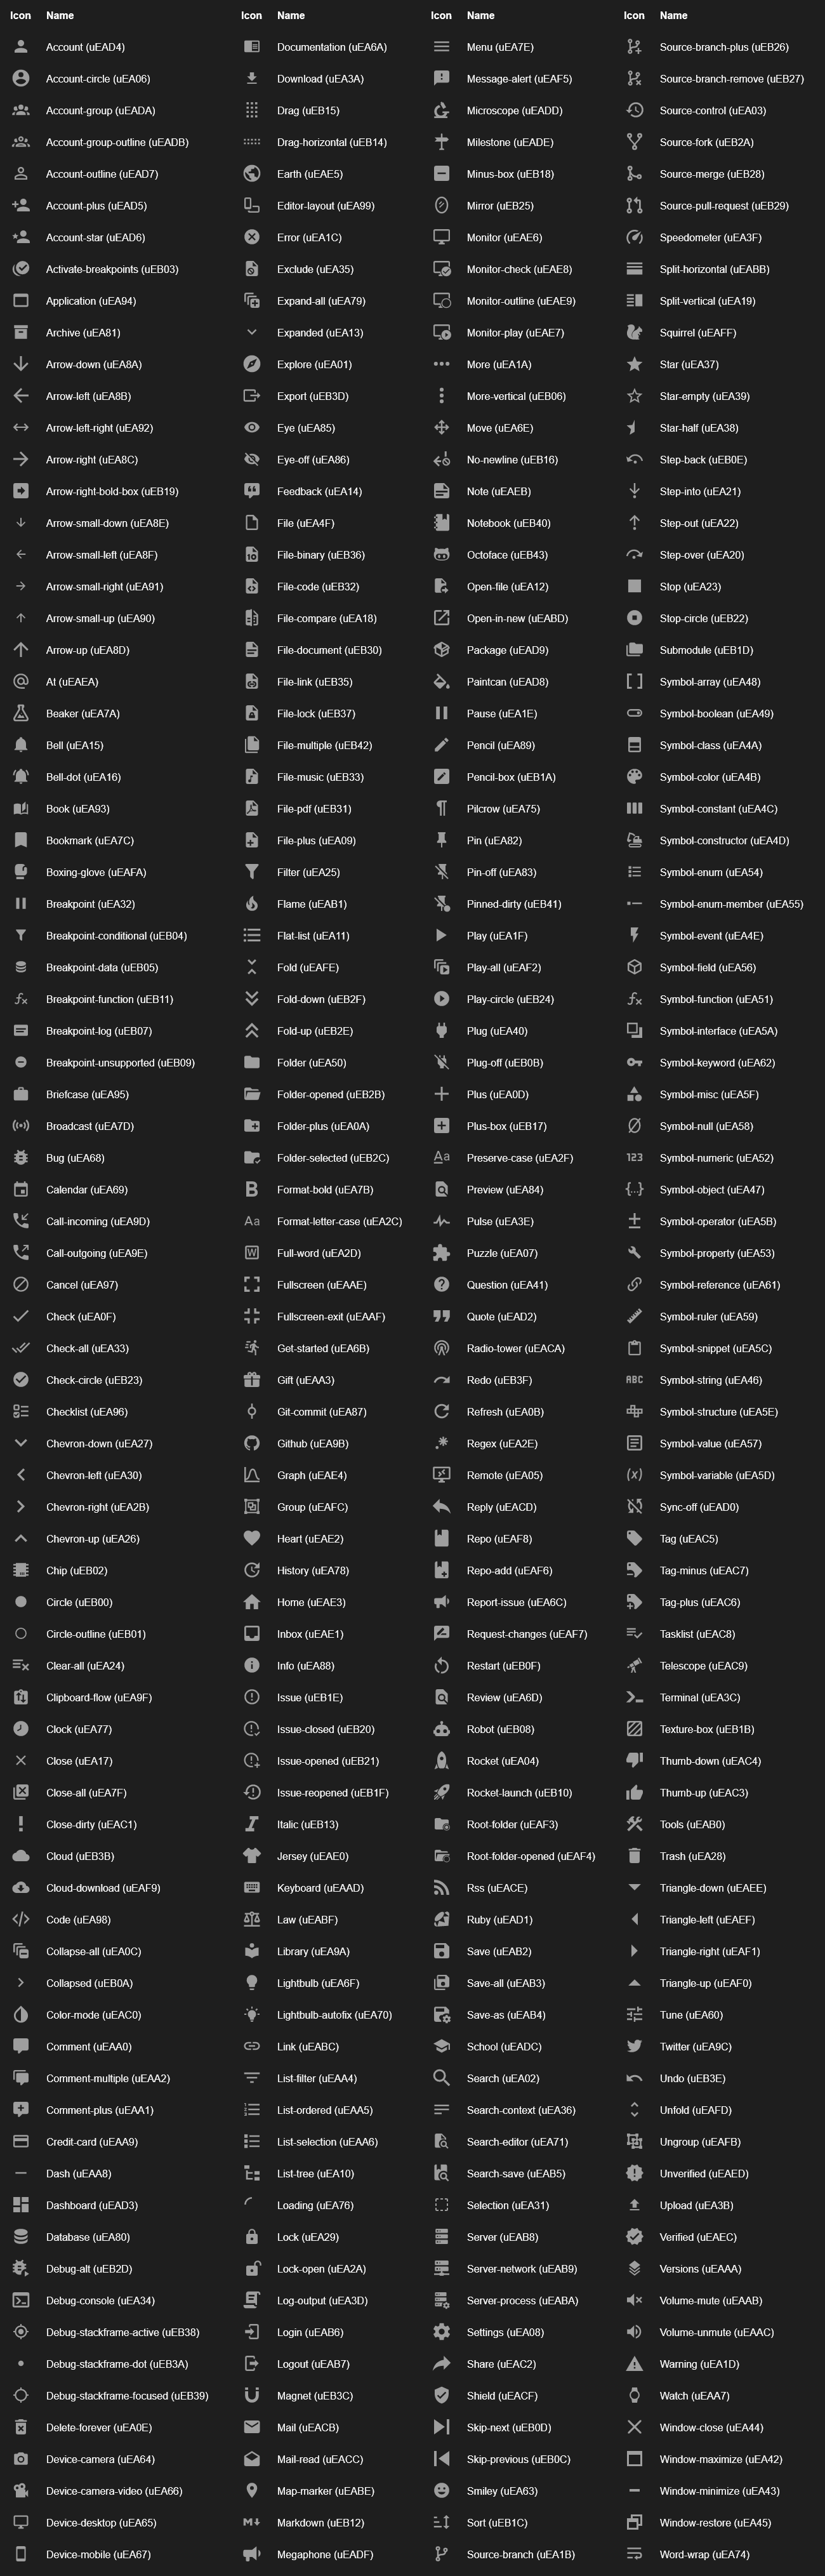 Icon Name
Account (uEAD4)
Account-circle (uEA06)
Account-group (uEADA)
Account-group-outline (uEADB)
Account-outline (uEAD7)
Account-plus (uEAD5)
Account-star (uEAD6)
Activate-breakpoints (uEB03)
Application (uEA94)
Archive (uEA81)
Arrow-down (uEA8A)
Arrow-left (uEA8B)
Arrow-left-right (uEA92)
Arrow-right (uEA8C)
Arrow-right-bold-box (uEB19)
Arrow-small-down (uEA8E)
Arrow-small-left (uEA8F)
Arrow-small-right (uEA91)
Arrow-small-up (uEA90)
Arrow-up (uEA8D)
At (uEAEA)
Beaker (uEA7A)
Bell (uEA15)
Bell-dot (uEA16)
Book (uEA93)
Bookmark (uEA7C)
Boxing-glove (uEAFA)
Breakpoint (uEA32)
Breakpoint-conditional (uEB04)
Breakpoint-data (uEB05)
Breakpoint-function (uEB11)
Breakpoint-log (uEB07)
Breakpoint-unsupported (uEB09)
Briefcase (uEA95)
Broadcast (uEA7D)
Bug (uEA68)
Calendar (uEA69)
Call-incoming (uEA9D)
Call-outgoing (uEA9E)
Cancel (uEA97)
Check (uEA0F)
Check-all (uEA33)
Check-circle (uEB23)
Checklist (uEA96)
Chevron-down (uEA27)
Chevron-left (uEA30)
Chevron-right (uEA2B)
Chevron-up (uEA26)
Chip (uEB02)
Circle (uEB00)
Circle-outline (uEB01)
Clear-all (uEA24)
Clipboard-flow (uEA9F)
Clock (uEA77)
Close (uEA17)
Close-all (uEA7F)
Close-dirty (uEAC1)
Cloud (uEB3B)
Cloud-download (uEAF9)
Code (uEA98)
Collapse-all (uEA0C)
Collapsed (uEB0A)
Color-mode (uEAC0)
Comment (uEAA0)
Comment-multiple (uEAA2)
Comment-plus (uEAA1)
Credit-card (uEAA9)
Dash (uEAA8)
Dashboard (uEAD3)
Database (uEA80)
Debug-alt (uEB2D)
Debug-console (uEA34)
Debug-stackframe-active (uEB38)
Debug-stackframe-dot (uEB3A)
Debug-stackframe-focused (uEB39)
Delete-forever (uEA0E)
Device-camera (uEA64)
Device-camera-video (uEA66)
Device-desktop (uEA65)
Device-mobile (uEA67)
Icon Name
Documentation (uEA6A)
Download (uEA3A)
Drag (uEB15)
Drag-horizontal (uEB14)
Earth (uEAE5)
Editor-layout (uEA99)
Error (uEA1C)
Exclude (uEA35)
Expand-all (uEA79)
Expanded (uEA13)
Explore (uEA01)
Export (uEB3D)
Eye (uEA85)
Eye-off (uEA86)
Feedback (uEA14)
File (uEA4F)
File-binary (uEB36)
File-code (uEB32)
File-compare (uEA18)
File-document (uEB30)
File-link (uEB35)
File-lock (uEB37)
File-multiple (uEB42)
File-music (uEB33)
File-pdf (uEB31)
File-plus (uEA09)
Filter (uEA25)
Flame (uEAB1)
Flat-list (uEA11)
Fold (uEAFE)
Fold-down (uEB2F)
Fold-up (uEB2E)
Folder (uEA50)
Folder-opened (uEB2B)
Folder-plus (uEA0A)
Folder-selected (uEB2C)
Format-bold (uEA7B)
Format-letter-case (uEA2C)
Full-word (uEA2D)
Fullscreen (uEAAE)
Fullscreen-exit (uEAAF)
Get-started (uEA6B)
Gift (uEAA3)
Git-commit (uEA87)
Github (uEA9B)
Graph (uEAE4)
Group (uEAFC)
Heart (uEAE2)
History (uEA78)
Home (uEAE3)
Inbox (uEAE1)
Info (uEA88)
Issue (uEB1E)
Issue-closed (uEB20)
Issue-opened (uEB21)
Issue-reopened (uEB1F)
Italic (uEB13)
Jersey (uEAE0)
Keyboard (uEAAD)
Law (uEABF)
Library (uEA9A)
Lightbulb (uEA6F)
Lightbulb-autofix (uEA70)
Link (uEABC)
List-filter (uEAA4)
List-ordered (uEAA5)
List-selection (uEAA6)
List-tree (uEA10)
Loading (uEA76)
Lock (uEA29)
Lock-open (uEA2A)
Log-output (uEA3D)
Login (uEAB6)
Logout (uEAB7)
Magnet (uEB3C)
Mail (uEACB)
Mail-read (uEACC)
Map-marker (uEABE)
Markdown (uEB12)
Megaphone (uEADF)
Icon Name
Menu (uEA7E)
Message-alert (uEAF5)
Microscope (uEADD)
Milestone (uEADE)
Minus-box (uEB18)
Mirror (uEB25)
Monitor (uEAE6)
Monitor-check (uEAE8)
Monitor-outline (uEAE9)
Monitor-play (uEAE7)
More (uEA1A)
More-vertical (uEB06)
Move (uEA6E)
No-newline (uEB16)
Note (uEAEB)
Notebook (uEB40)
Octoface (uEB43)
Open-file (uEA12)
Open-in-new (uEABD)
Package (uEAD9)
Paintcan (uEAD8)
Pause (uEA1E)
Pencil (uEA89)
Pencil-box (uEB1A)
Pilcrow (uEA75)
Pin (uEA82)
Pin-off (uEA83)
Pinned-dirty (uEB41)
Play (uEA1F)
Play-all (uEAF2)
Play-circle (uEB24)
Plug (uEA40)
Plug-off (uEB0B)
Plus (uEA0D)
Plus-box (uEB17)
Preserve-case (uEA2F)
Preview (uEA84)
Pulse (uEA3E)
Puzzle (uEA07)
Question (uEA41)
Quote (uEAD2)
Radio-tower (uEACA)
Redo (uEB3F)
Refresh (uEA0B)
Regex (uEA2E)
Remote (uEA05)
Reply (uEACD)
Repo (uEAF8)
Repo-add (uEAF6)
Report-issue (uEA6C)
Request-changes (uEAF7)
Restart (uEB0F)
Review (uEA6D)
Robot (uEB08)
Rocket (uEA04)
Rocket-launch (uEB10)
Root-folder (uEAF3)
Root-folder-opened (uEAF4)
Rss (uEACE)
Ruby (uEAD1)
Save (uEAB2)
Save-all (uEAB3)
Save-as (uEAB4)
School (uEADC)
Search (uEA02)
Search-context (uEA36)
Search-editor (uEA71)
Search-save (uEAB5)
Selection (uEA31)
Server (uEAB8)
Server-network (uEAB9)
Server-process (uEABA)
Settings (uEA08)
Share (uEAC2)
Shield (uEACF)
Skip-next (uEB0D)
Skip-previous (uEB0C)
Smiley (uEA63)
Sort (uEB1C)
Source-branch (uEA1B)
Icon Name
Source-branch-plus (uEB26)
Source-branch-remove (uEB27)
Source-control (uEA03)
Source-fork (uEB2A)
Source-merge (uEB28)
Source-pull-request (uEB29)
Speedometer (uEA3F)
Split-horizontal (uEABB)
Split-vertical (uEA19)
Squirrel (uEAFF)
Star (uEA37)
Star-empty (uEA39)
Star-half (uEA38)
Step-back (uEB0E)
Step-into (uEA21)
Step-out (uEA22)
Step-over (uEA20)
Stop (uEA23)
Stop-circle (uEB22)
Submodule (uEB1D)
Symbol-array (uEA48)
Symbol-boolean (uEA49)
Symbol-class (uEA4A)
Symbol-color (uEA4B)
Symbol-constant (uEA4C)
Symbol-constructor (uEA4D)
Symbol-enum (uEA54)
Symbol-enum-member (uEA55)
Symbol-event (uEA4E)
Symbol-field (uEA56)
Symbol-function (uEA51)
Symbol-interface (uEA5A)
Symbol-keyword (uEA62)
Symbol-misc (uEA5F)
Symbol-null (uEA58)
Symbol-numeric (uEA52)
Symbol-object (uEA47)
Symbol-operator (uEA5B)
Symbol-property (uEA53)
Symbol-reference (uEA61)
Symbol-ruler (uEA59)
Symbol-snippet (uEA5C)
Symbol-string (uEA46)
Symbol-structure (uEA5E)
Symbol-value (uEA57)
Symbol-variable (uEA5D)
Sync-off (uEAD0)
Tag (uEAC5)
Tag-minus (uEAC7)
Tag-plus (uEAC6)
Tasklist (uEAC8)
Telescope (uEAC9)
Terminal (uEA3C)
Texture-box (uEB1B)
Thumb-down (uEAC4)
Thumb-up (uEAC3)
Tools (uEAB0)
Trash (uEA28)
Triangle-down (uEAEE)
Triangle-left (uEAEF)
Triangle-right (uEAF1)
Triangle-up (uEAF0)
Tune (uEA60)
Twitter (uEA9C)
Undo (uEB3E)
Unfold (uEAFD)
Ungroup (uEAFB)
Unverified (uEAED)
Upload (uEA3B)
Verified (uEAEC)
Versions (uEAAA)
Volume-mute (uEAAB)
Volume-unmute (uEAAC)
Warning (uEA1D)
Watch (uEAA7)
Window-close (uEA44)
Window-maximize (uEA42)
Window-minimize (uEA43)
Window-restore (uEA45)
Word-wrap (uEA74)